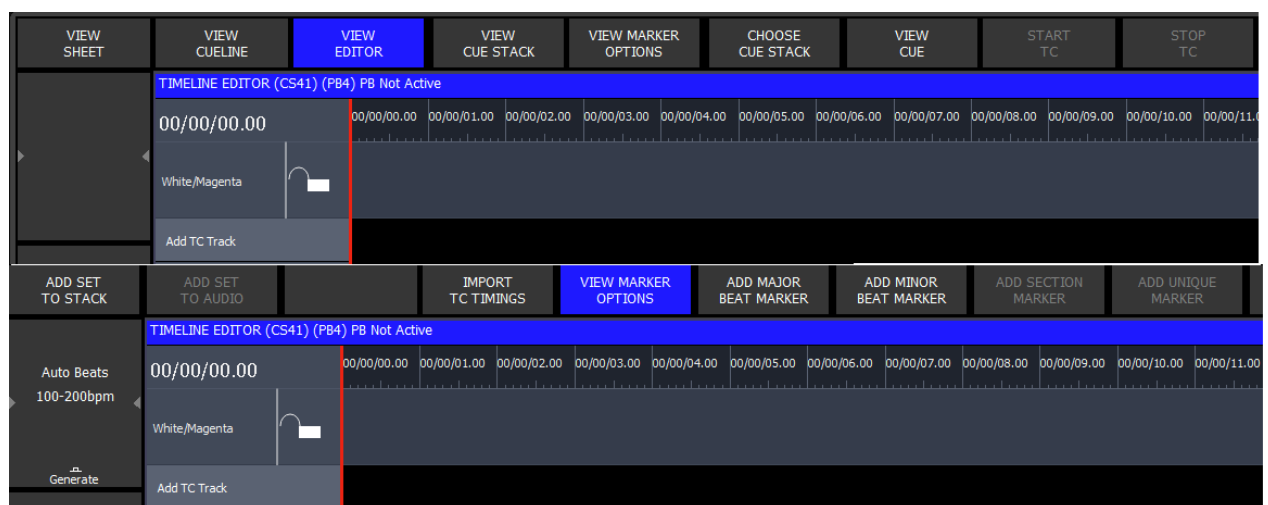 VIEW SHEET VIEW CUELINE VIEW EDITOR VIEW CUE STACK VIEW MARKER OPTIONS CHOOSE CUE STACK VIEW CUE START TC STOP TC
TIMELINE EDITOR (CS41) (PB4) PB Not Active
00/00/00.00 00/00/00.00 00/00/01.00 00/00/02.00 00/00/03.00 00/00/04.00 00/00/05.00 00/00/06.00 00/00/07.00 00/00/08.00 00/00/09.00 00/00/10.00
White/Magenta
Add TC Track
ADD SET TO STACK ADD SET TO AUDIO IMPORT TC TIMINGS VIEW MARKER OPTIONS ADD MAJOR BEAT MARKER ADD MINOR BEAT MARKER ADD SECTION MARKER ADD UNIQUE MARKER
TIMELINE EDITOR (CS41) (PB4) PB Not Active
Auto Beats 00/00/00.00 00/00/00.00 00/00/01.00 00/00/02.00 00/00/03.00 00/00/04.00 00/00/05.00 00/00/06.00 00/00/07.00 00/00/08.00 00/00/09.00 00/00/10.00 00/00/11.00
100-200bpm
White/Magenta
Generate
Add TC Track